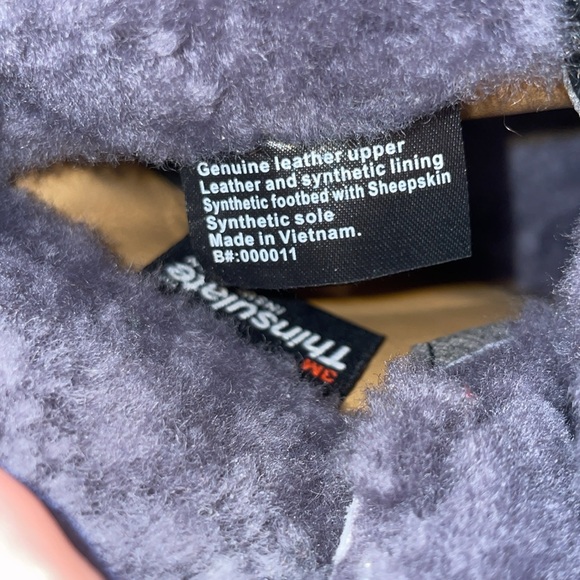 Genuine leather upper
Leather and synthetic lining
Synthetic footbed with Sheepskin
Synthetic sole
Made in Vietnam.
B#:000011
3M
Thinsulate